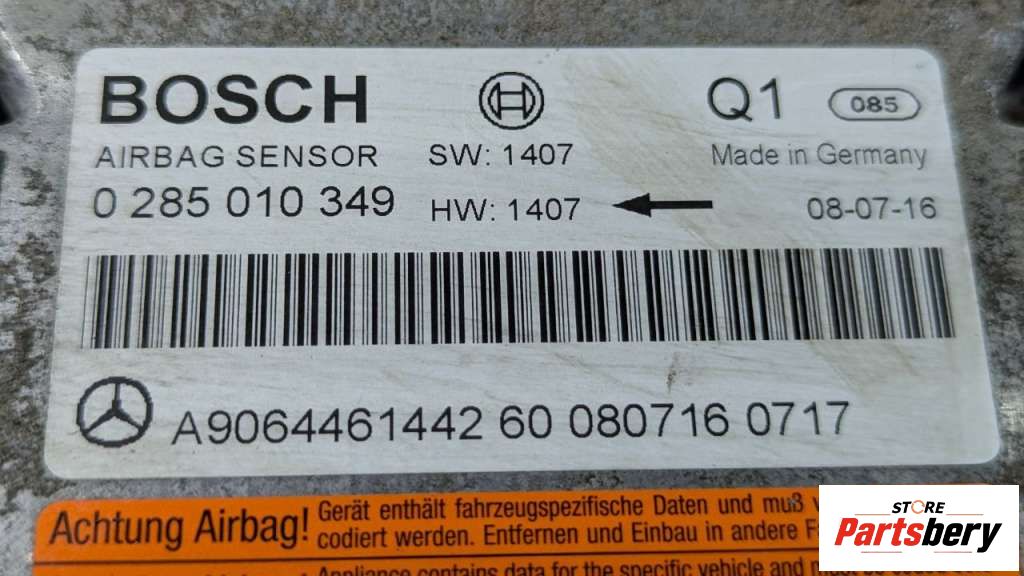 BOSCH Q1 085
AIRBAG SENSOR SW: 1407 Made in Germany
0 285 010 349 HW: 1407 08-07-16
A9064461442 60 080716 0717
Achtung Airbag! Gerät enthält fahrzeugspezifische Daten und muß
codiert werden. Entfernen und Einbau in andere
Appliance contains data for the specific vehicle and must be
STORE
Partsbery